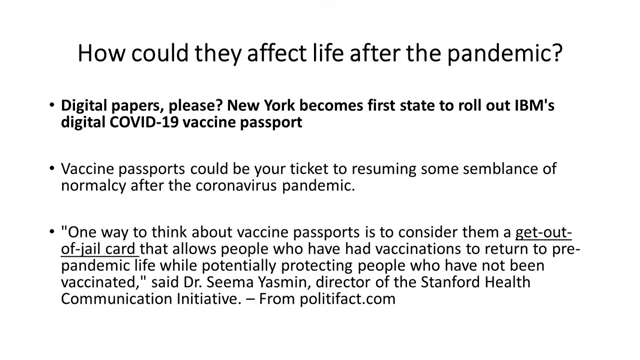 How could they affect life after the pandemic?
• Digital papers, please? New York becomes first state to roll out IBM's
digital COVID-19 vaccine passport
• Vaccine passports could be your ticket to resuming some semblance of
normalcy after the coronavirus pandemic.
• "One way to think about vaccine passports is to consider them a get-out-
of-jail card that allows people who have had vaccinations to return to pre-
pandemic life while potentially protecting people who have not been
vaccinated," said Dr. Seema Yasmin, director of the Stanford Health
Communication Initiative. – From politifact.com